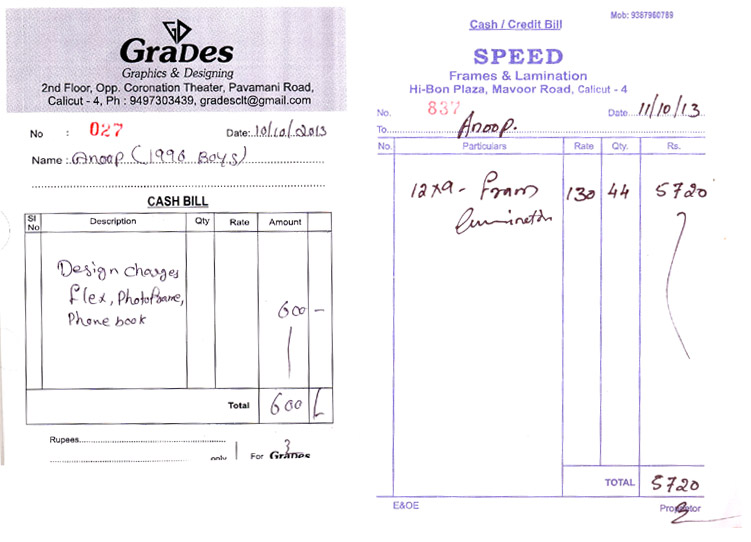 GraDes
Graphics & Designing
2nd Floor, Opp. Coronation Theater, Pavamani Road,
Calicut - 4, Ph : 9497303439, gradesclt@gmail.com
No : 027 Date: 10/10/2013
Name : Anoop (1996 Boys)
CASH BILL
Sl No Description Qty Rate Amount
Design charges
flex, Photoframe,
Phone book
600 -
Total 600
Rupees
only For Grades
Mob: 9387960789
Cash / Credit Bill
SPEED
Frames & Lamination
Hi-Bon Plaza, Mavoor Road, Calicut - 4
No. 837 Date 11/10/13
To Anoop.
No. Particulars Rate Qty. Rs.
12x9 - Fram 130 44 5720
TOTAL 5720
E&OE Proprietor